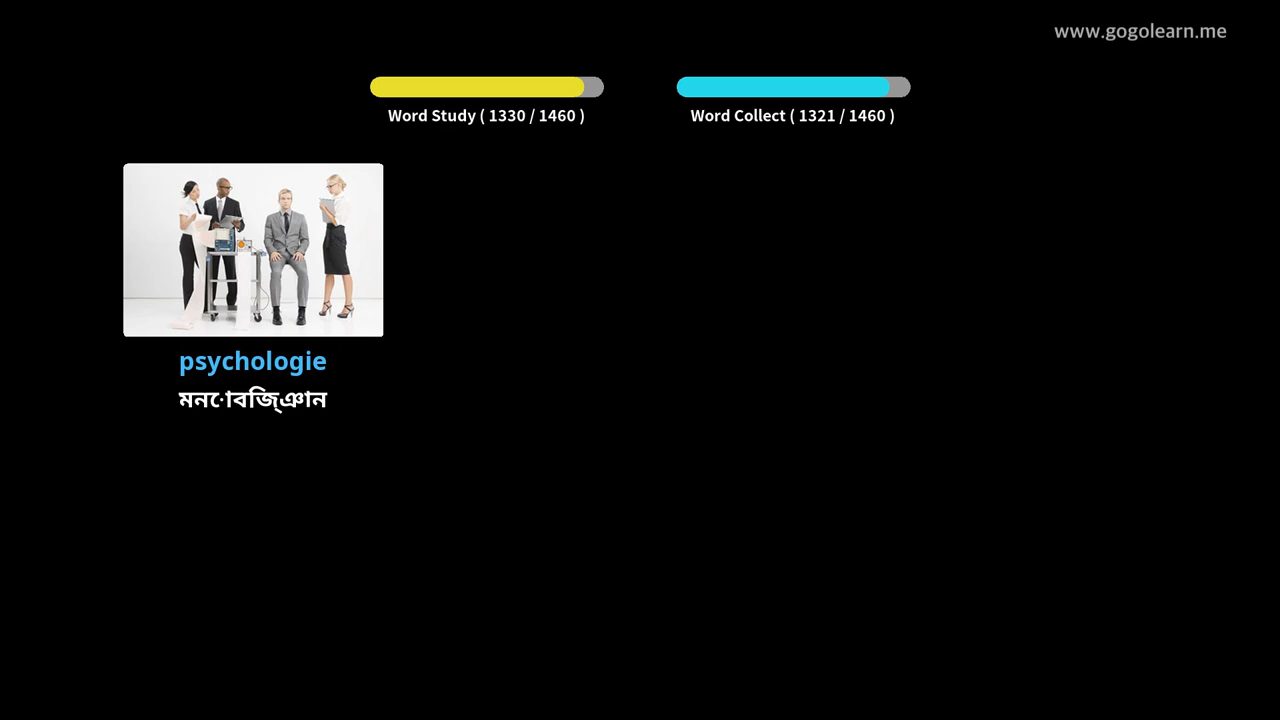 www.gogolearn.me
Word Study ( 1330 / 1460 )
Word Collect ( 1321 / 1460 )
psychologie
মনোবিজ্ঞান